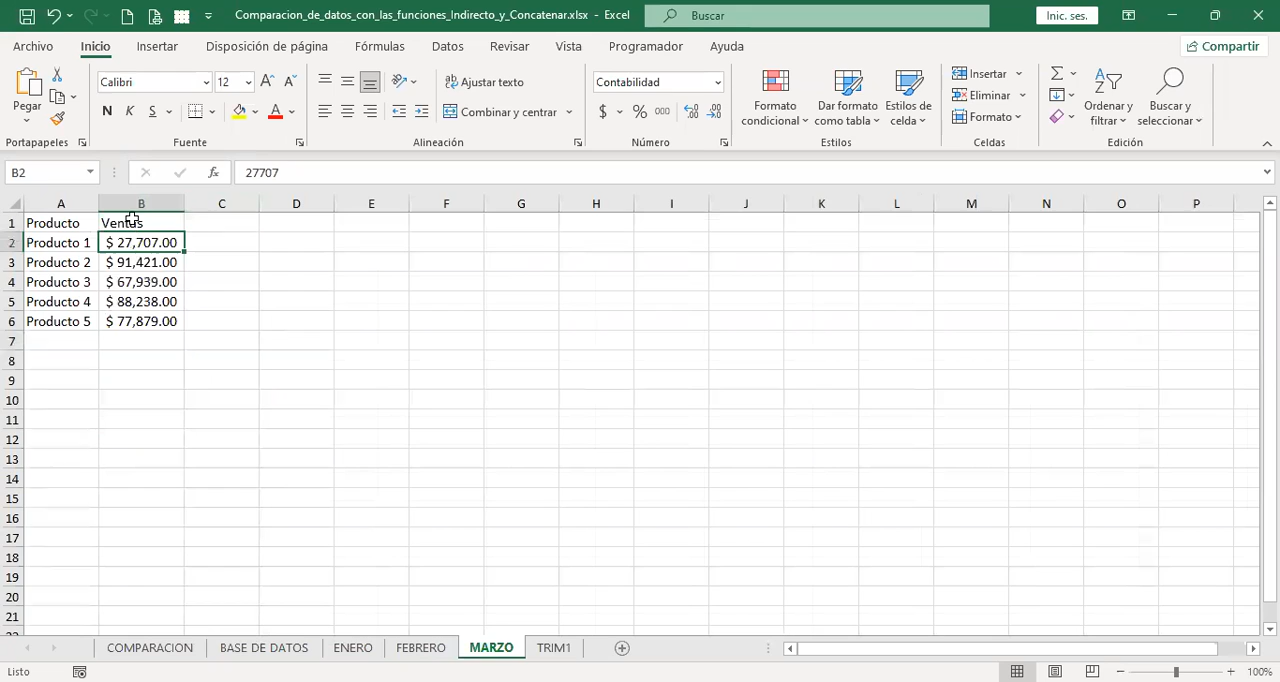 Comparacion_de_datos_con_las_funciones_Indirecto_y_Concatenar.xlsx - Excel
Buscar
Inic. ses.
Archivo
Inicio
Insertar
Disposición de página
Fórmulas
Datos
Revisar
Vista
Programador
Ayuda
Compartir
Pegar
Portapapeles
Calibri
12
N K S
Fuente
Ajustar texto
Combinar y centrar
Alineación
Contabilidad
$ % 000
Número
Formato condicional
Dar formato como tabla
Estilos de celda
Estilos
Insertar
Eliminar
Formato
Celdas
Ordenar y filtrar
Buscar y seleccionar
Edición
B2
fx
27707
A B C D E F G H I J K L M N O P
1 Producto Ventas
2 Producto 1 $ 27,707.00
3 Producto 2 $ 91,421.00
4 Producto 3 $ 67,939.00
5 Producto 4 $ 88,238.00
6 Producto 5 $ 77,879.00
7
8
9
10
11
12
13
14
15
16
17
18
19
20
21
COMPARACION BASE DE DATOS ENERO FEBRERO MARZO TRIM1
Listo
100%